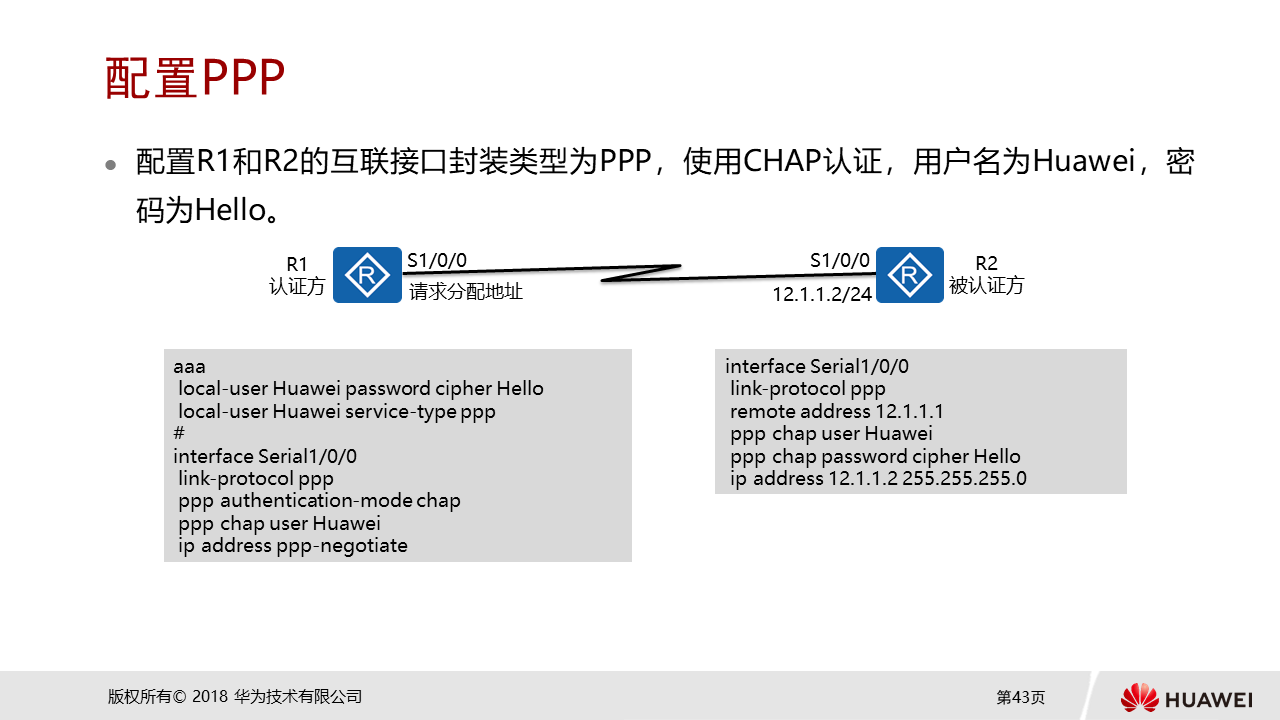 配置PPP
配置R1和R2的互联接口封装类型为PPP，使用CHAP认证，用户名为Huawei，密
码为Hello。
R1
认证方
R
S1/0/0
请求分配地址
S1/0/0
12.1.1.2/24
R
R2
被认证方
aaa
local-user Huawei password cipher Hello
local-user Huawei service-type ppp
#
interface Serial1/0/0
link-protocol ppp
ppp authentication-mode chap
ppp chap user Huawei
ip address ppp-negotiate
interface Serial1/0/0
link-protocol ppp
remote address 12.1.1.1
ppp chap user Huawei
ppp chap password cipher Hello
ip address 12.1.1.2 255.255.255.0
版权所有© 2018 华为技术有限公司
第43页
HUAWEI